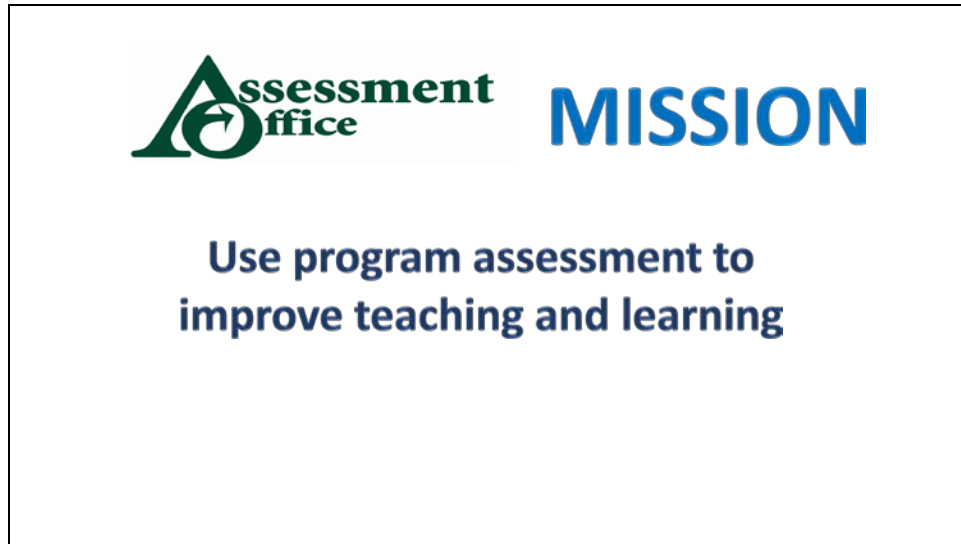 Assessment
Office
MISSION
Use program assessment to
improve teaching and learning